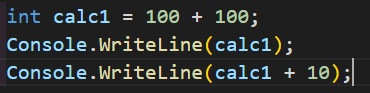 int calc1 = 100 + 100;
Console.WriteLine(calc1);
Console.WriteLine(calc1 + 10);